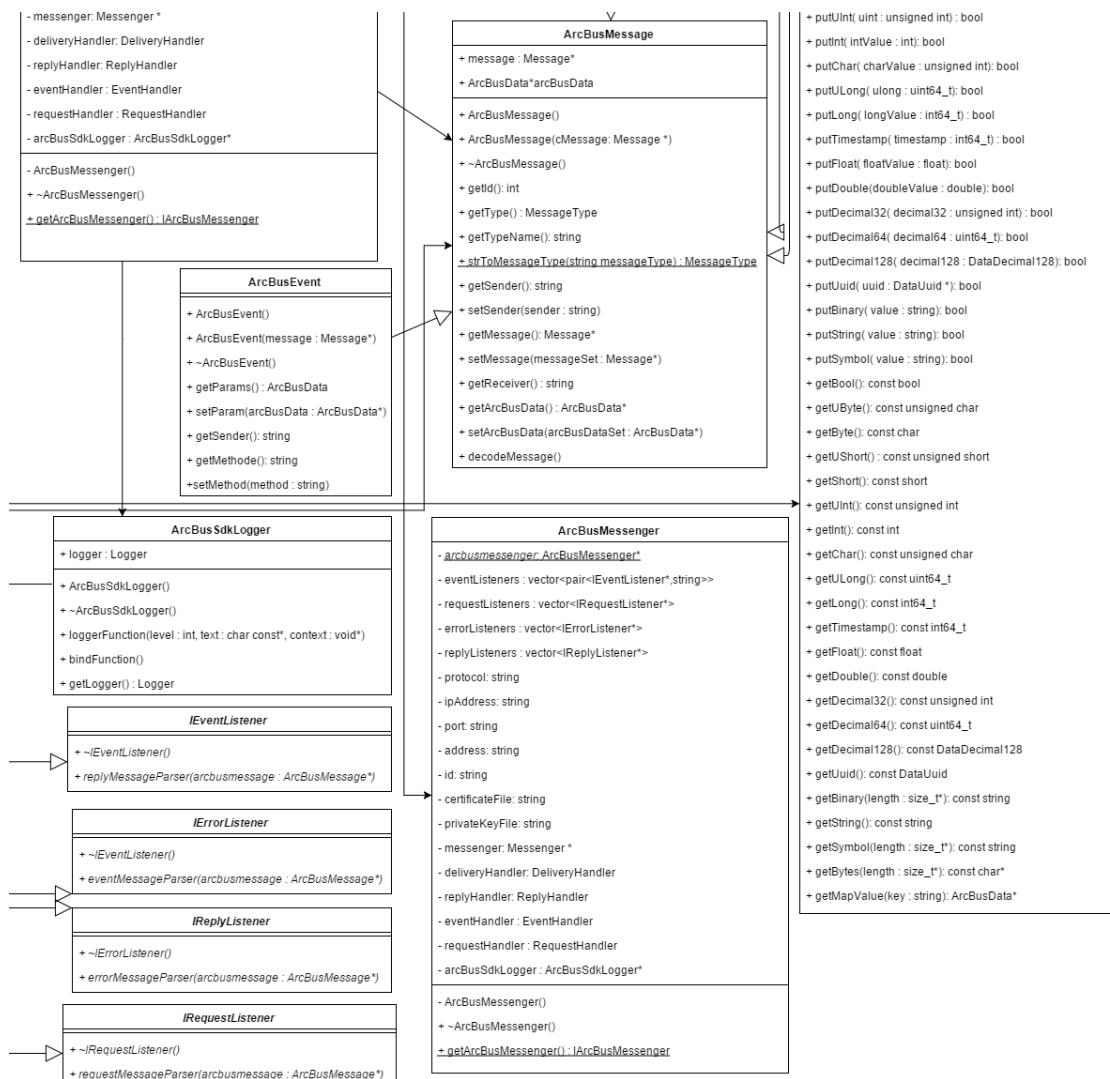 - messenger: Messenger *
- deliveryHandler: DeliveryHandler
- replyHandler: ReplyHandler
- eventHandler : EventHandler
- requestHandler : RequestHandler
- arcBusSdkLogger : ArcBusSdkLogger*
- ArcBusMessenger()
+ ~ArcBusMessenger()
+ getArcBusMessenger() : IArcBusMessenger
ArcBusEvent
+ ArcBusEvent()
+ ArcBusEvent(message : Message*)
+ ~ArcBusEvent()
+ getParams() : ArcBusData
+ setParam(arcBusData : ArcBusData*)
+ getSender(): string
+ getMethode(): string
+setMethod(method : string)
ArcBusSdkLogger
+ logger : Logger
+ ArcBusSdkLogger()
+ ~ArcBusSdkLogger()
+ loggerFunction(level : int, text : char const*, context : void*)
+ bindFunction()
+ getLogger() : Logger
IEventListener
+ ~IEventListener()
+ replyMessageParser(arcbusmessage : ArcBusMessage*)
IErrorListener
+ ~IEventListener()
+ eventMessageParser(arcbusmessage : ArcBusMessage*)
IReplyListener
+ ~IErrorListener()
+ errorMessageParser(arcbusmessage : ArcBusMessage*)
IRequestListener
+ ~IRequestListener()
+ requestMessageParser(arcbusmessage : ArcBusMessage*)
ArcBusMessage
+ message : Message*
+ ArcBusData*arcBusData
+ ArcBusMessage()
+ ArcBusMessage(cMessage: Message *)
+ ~ArcBusMessage()
+ getId(): int
+ getType() : MessageType
+ getTypeName(): string
+ strToMessageType(string messageType) : MessageType
+ getSender(): string
+ setSender(sender : string)
+ getMessage(): Message*
+ setMessage(messageSet : Message*)
+ getReceiver() : string
+ getArcBusData() : ArcBusData*
+ setArcBusData(arcBusDataSet : ArcBusData*)
+ decodeMessage()
ArcBusMessenger
- arcbusmessenger: ArcBusMessenger*
- eventListeners : vector<pair<IEventListener*,string>>
- requestListeners : vector<IRequestListener*>
- errorListeners : vector<IErrorListener*>
- replyListeners : vector<IReplyListener*>
- protocol: string
- ipAddress: string
- port: string
- address: string
- id: string
- certificateFile: string
- privateKeyFile: string
- messenger: Messenger *
- deliveryHandler: DeliveryHandler
- replyHandler: ReplyHandler
- eventHandler : EventHandler
- requestHandler : RequestHandler
- arcBusSdkLogger : ArcBusSdkLogger*
- ArcBusMessenger()
+ ~ArcBusMessenger()
+ getArcBusMessenger() : IArcBusMessenger
+ putUInt( uint : unsigned int) : bool
+ putInt( intValue : int): bool
+ putChar( charValue : unsigned int): bool
+ putULong( ulong : uint64_t): bool
+ putLong( longValue : int64_t) : bool
+ putTimestamp( timestamp : int64_t): bool
+ putFloat( floatValue : float): bool
+ putDouble(doubleValue : double): bool
+ putDecimal32( decimal32 : unsigned int) : bool
+ putDecimal64( decimal64 : uint64_t): bool
+ putDecimal128( decimal128 : DataDecimal128): bool
+ putUuid( uuid : DataUuid *): bool
+ putBinary( value : string): bool
+ putString( value : string): bool
+ putSymbol( value : string): bool
+ getBool(): const bool
+ getUByte(): const unsigned char
+ getByte(): const char
+ getUShort() : const unsigned short
+ getShort(): const short
+ getUInt(): const unsigned int
+ getInt(): const int
+ getChar(): const unsigned char
+ getULong(): const uint64_t
+ getLong(): const int64_t
+ getTimestamp(): const int64_t
+ getFloat(): const float
+ getDouble(): const double
+ getDecimal32(): const unsigned int
+ getDecimal64(): const uint64_t
+ getDecimal128(): const DataDecimal128
+ getUuid(): const DataUuid
+ getBinary(length : size_t*): const string
+ getString(): const string
+ getSymbol(length : size_t*): const string
+ getBytes(length : size_t*): const char*
+ getMapValue(key : string): ArcBusData*